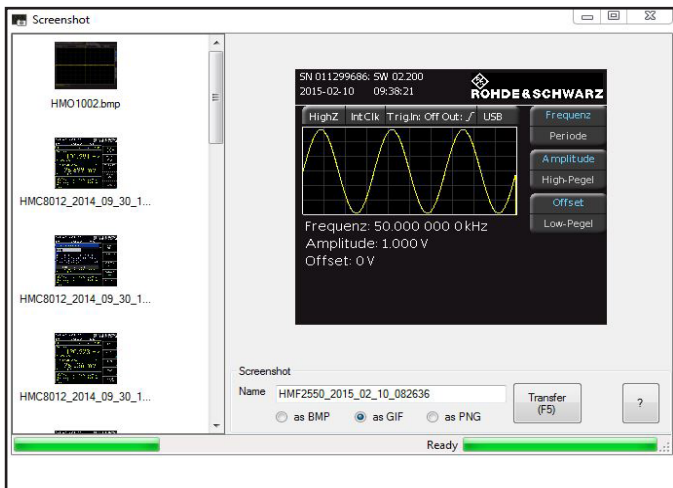 Screenshot
HMO1002.bmp
HMC8012_2014_09_30_1...
HMC8012_2014_09_30_1...
HMC8012_2014_09_30_1...
SN 011299686; SW 02.200
2015-02-10 09:38:21
ROHDE&SCHWARZ
HighZ IntClk Trig.In: Off Out: USB
Frequenz
Periode
Amplitude
High-Pegel
Offset
Low-Pegel
Frequenz: 50.000 000 0kHz
Amplitude: 1.000 V
Offset: 0 V
Screenshot
Name HMF2550_2015_02_10_082636
as BMP as GIF as PNG
Transfer
(F5)
?
Ready